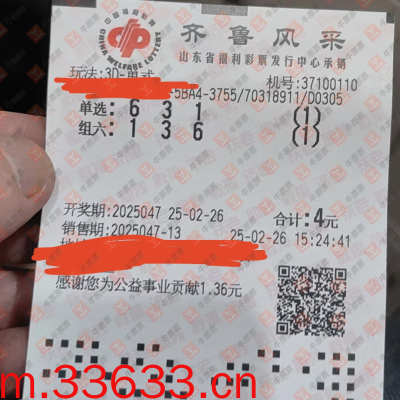 中国福利彩票
CHINA WELFARE LOTTERY
齐鲁风采
山东省福利彩票发行中心承销
玩法:3D-单式
机号:37100110
5BA4-3755/70318911/D0305
单选: 6 3 1 (1)
组六: 1 3 6 (1)
开奖期:2025047 25-02-26 合计:4元
销售期:2025047-13 25-02-26 15:24:41
感谢您为公益事业贡献1.36元
m.33633.cn